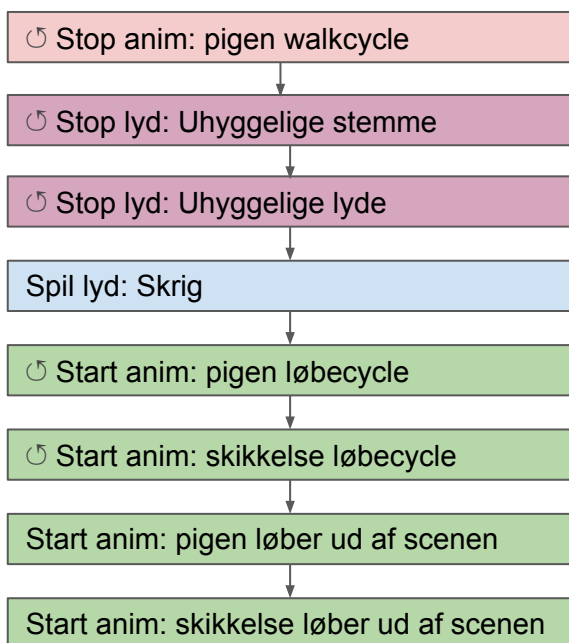 ↺ Stop anim: pigen walkcycle
↺ Stop lyd: Uhyggelige stemme
↺ Stop lyd: Uhyggelige lyde
Spil lyd: Skrig
↺ Start anim: pigen løbecycle
↺ Start anim: skikkelse løbecycle
Start anim: pigen løber ud af scenen
Start anim: skikkelse løber ud af scenen